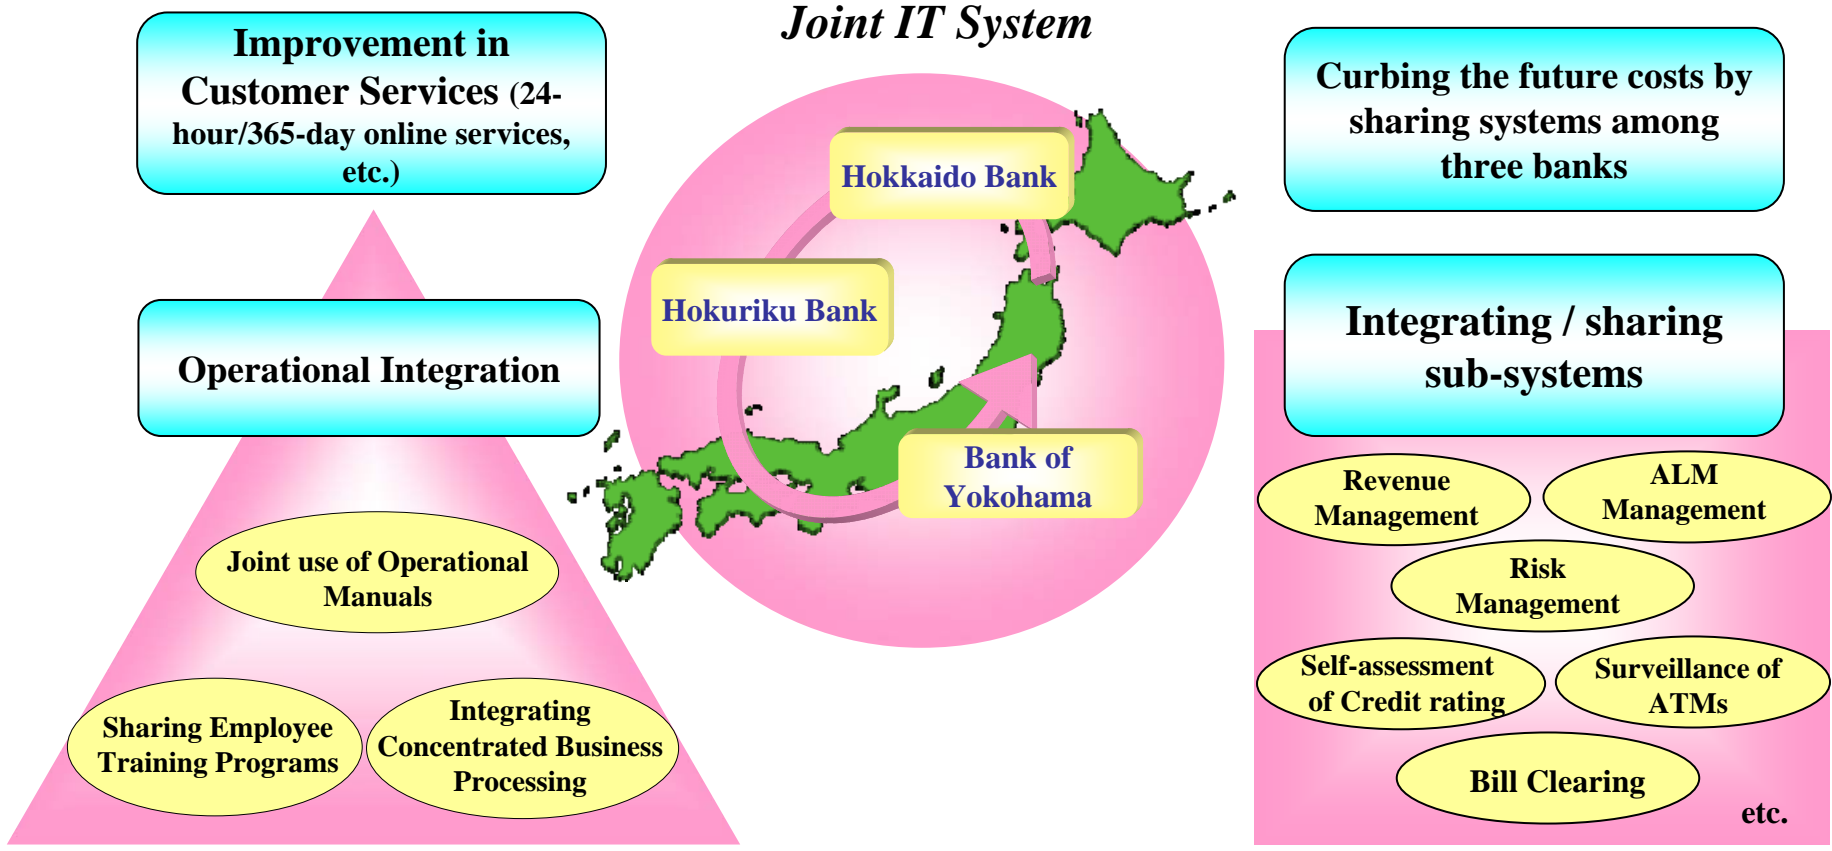 Joint IT System
Improvement in
Customer Services (24-
hour/365-day online services,
etc.)
Operational Integration
Joint use of Operational
Manuals
Sharing Employee
Training Programs
Integrating
Concentrated Business
Processing
Hokkaido Bank
Hokuriku Bank
Bank of
Yokohama
Curbing the future costs by
sharing systems among
three banks
Integrating / sharing
sub-systems
Revenue
Management
ALM
Management
Risk
Management
Self-assessment
of Credit rating
Surveillance of
ATMs
Bill Clearing
etc.